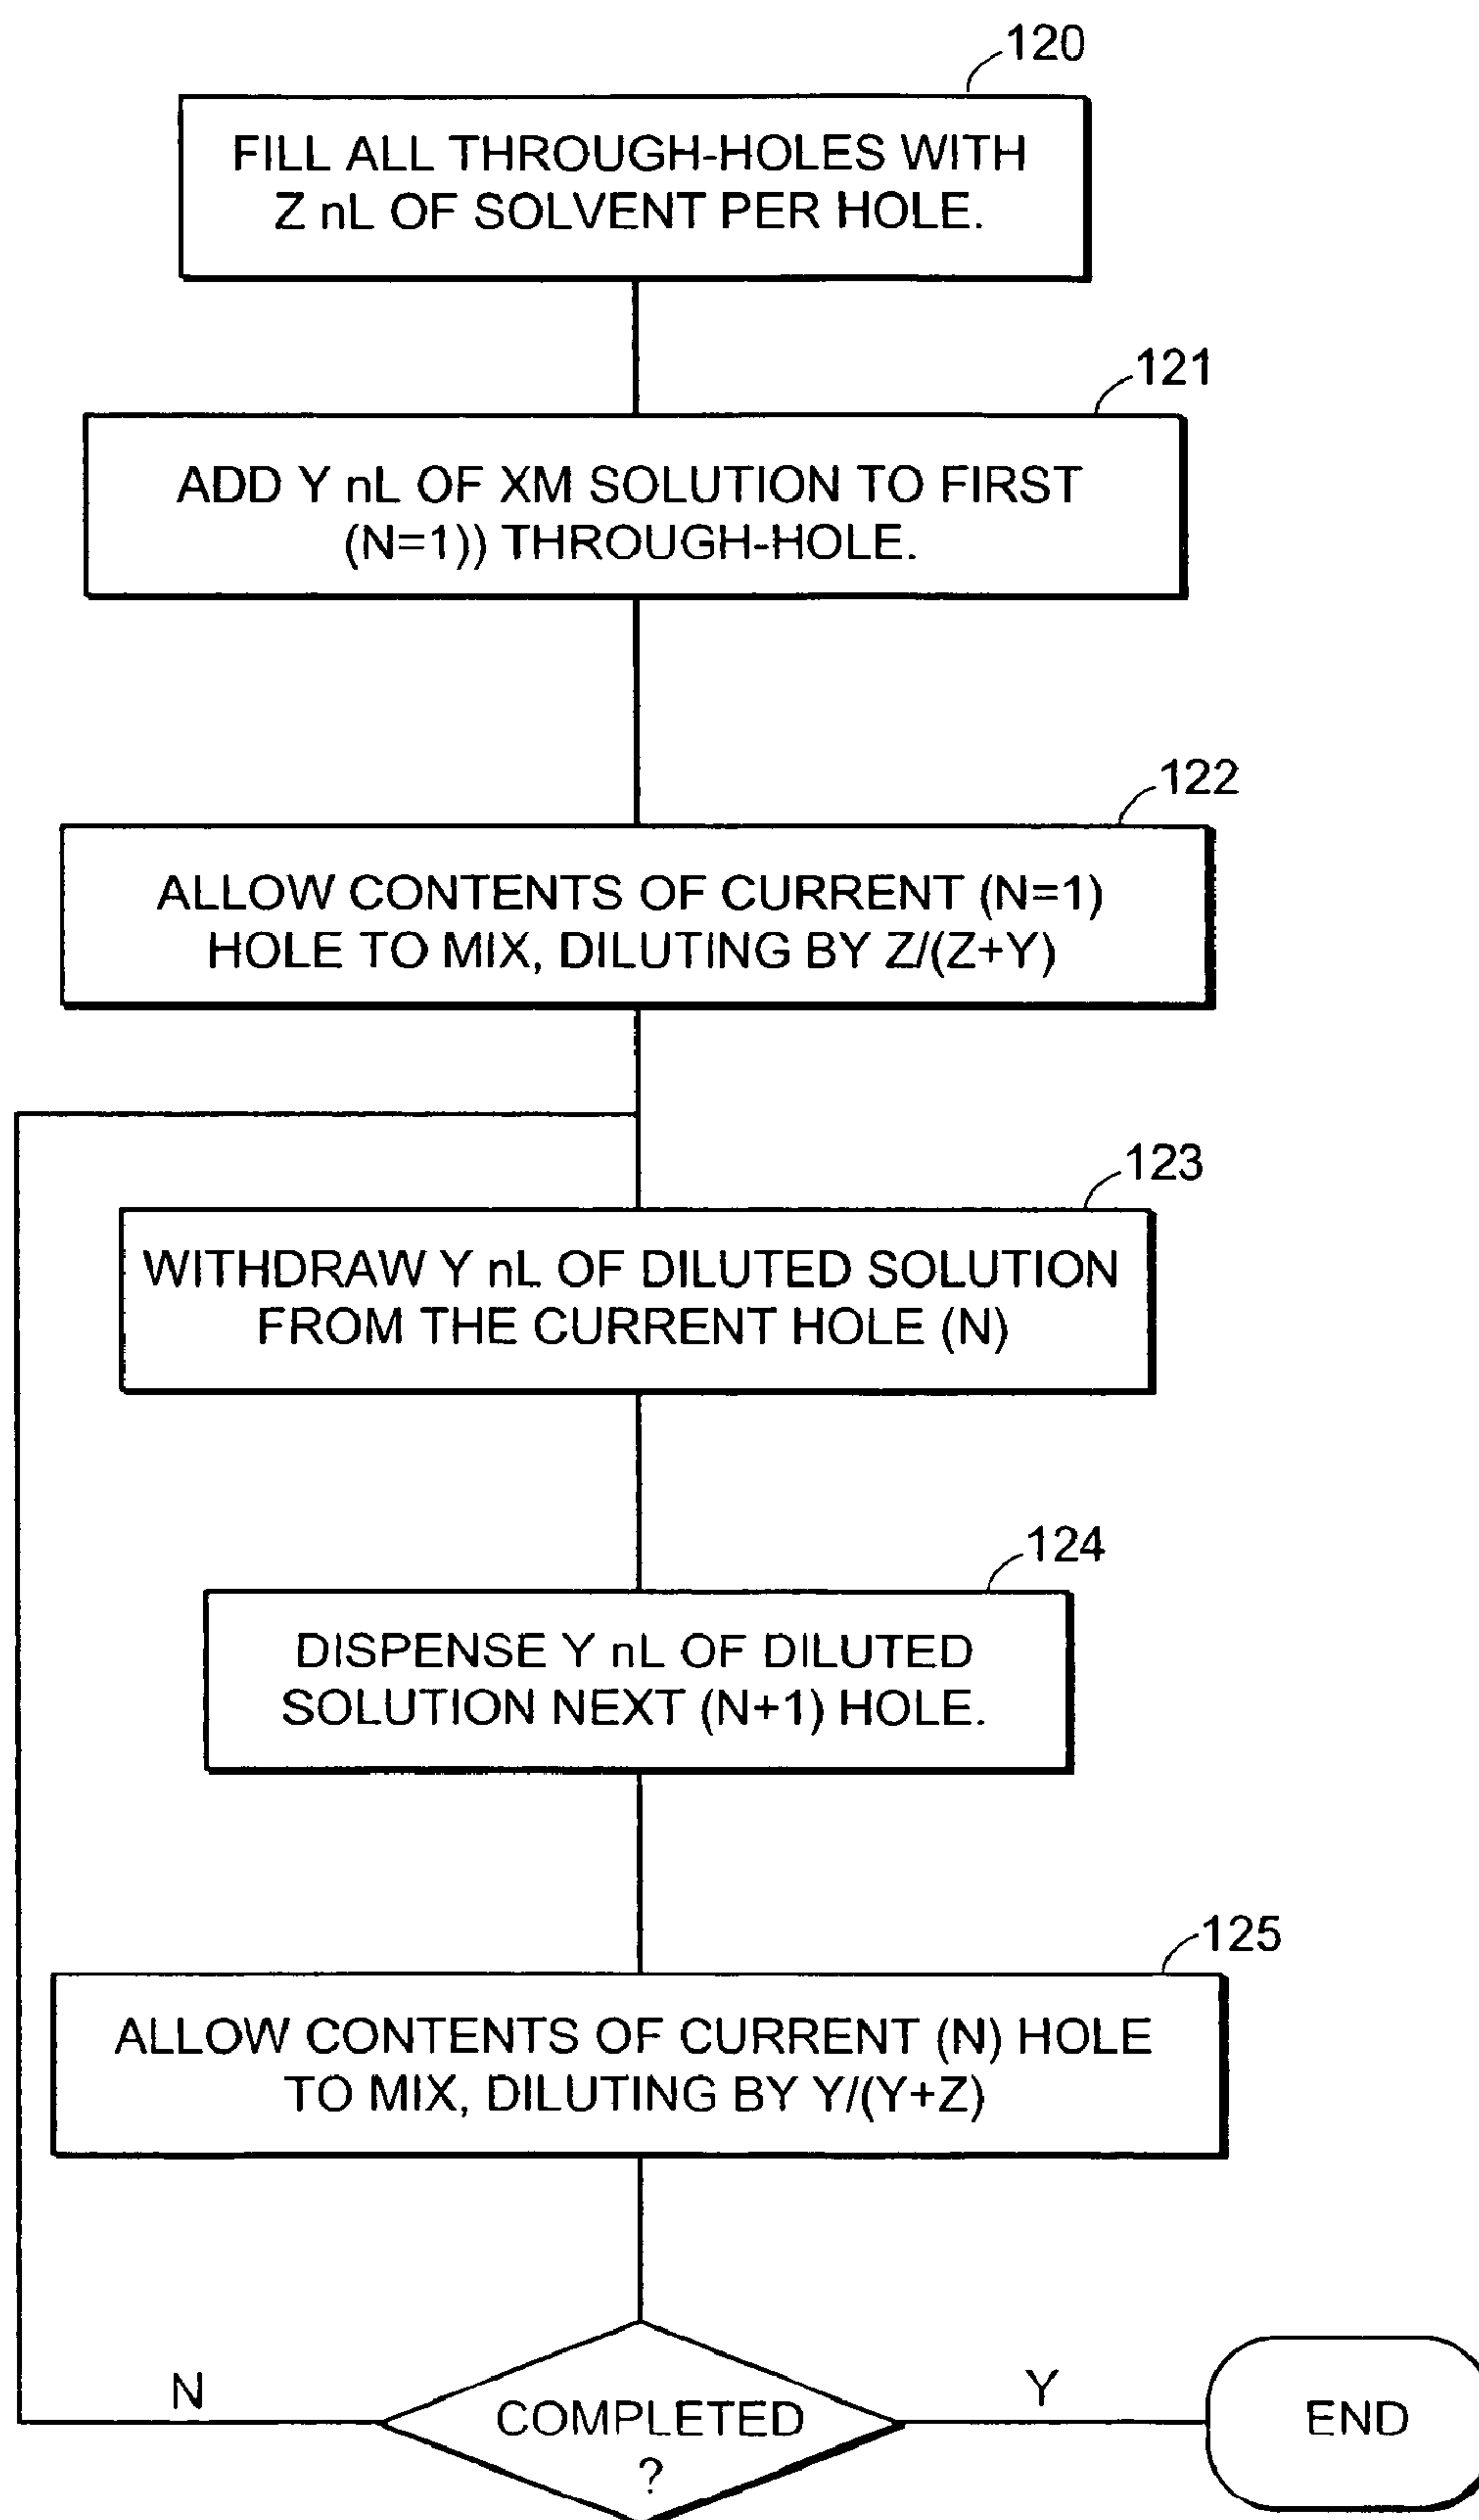 120
FILL ALL THROUGH-HOLES WITH
Z nL OF SOLVENT PER HOLE.
121
ADD Y nL OF XM SOLUTION TO FIRST
(N=1)) THROUGH-HOLE.
122
ALLOW CONTENTS OF CURRENT (N=1)
HOLE TO MIX, DILUTING BY Z/(Z+Y)
123
WITHDRAW Y nL OF DILUTED SOLUTION
FROM THE CURRENT HOLE (N)
124
DISPENSE Y nL OF DILUTED
SOLUTION NEXT (N+1) HOLE.
125
ALLOW CONTENTS OF CURRENT (N) HOLE
TO MIX, DILUTING BY Y/(Y+Z)
N
COMPLETED
?
Y
END